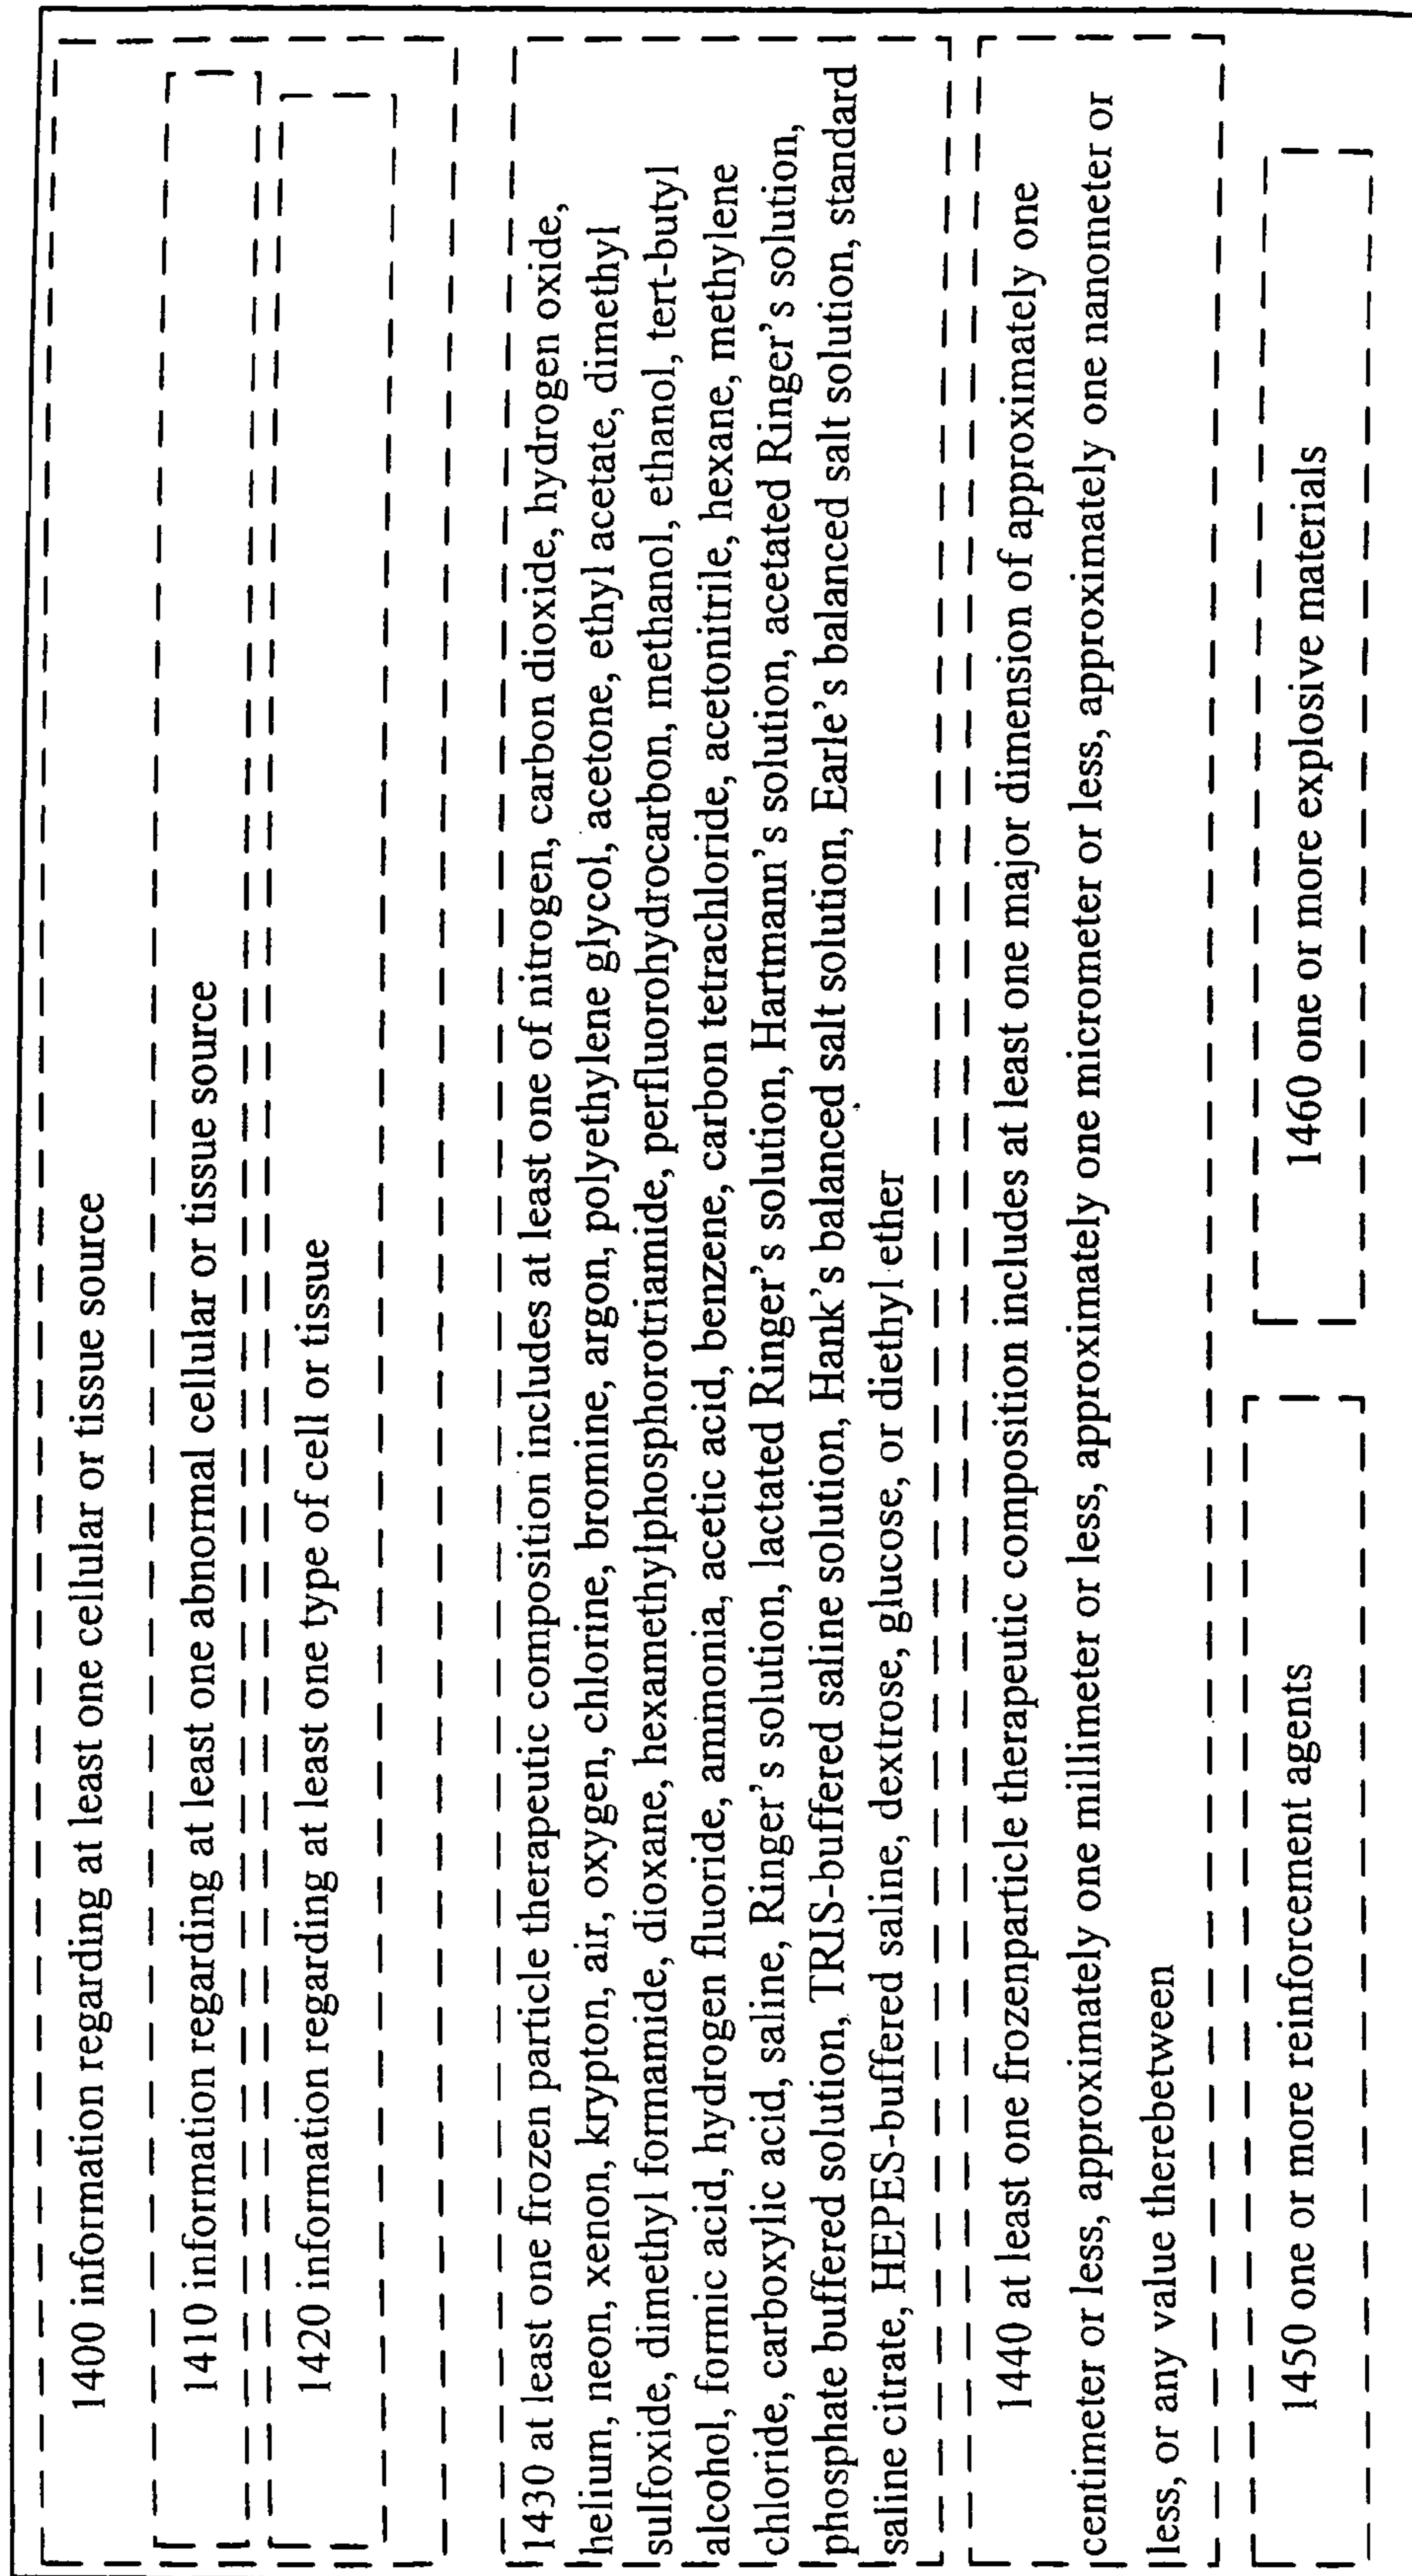 1400 information regarding at least one cellular or tissue source
1410 information regarding at least one abnormal cellular or tissue source
1420 information regarding at least one type of cell or tissue
1430 at least one frozen particle therapeutic composition includes at least one of nitrogen, carbon dioxide, hydrogen oxide,
helium, neon, xenon, krypton, air, oxygen, chlorine, bromine, argon, polyethylene glycol, acetone, ethyl acetate, dimethyl
sulfoxide, dimethyl formamide, dioxane, hexamethylphosphorotriamide, perfluorohydrocarbon, methanol, ethanol, tert-butyl
alcohol, formic acid, hydrogen fluoride, ammonia, acetic acid, benzene, carbon tetrachloride, acetonitrile, hexane, methylene
chloride, carboxylic acid, saline, Ringer's solution, lactated Ringer's solution, Hartmann's solution, acetated Ringer's solution,
phosphate buffered solution, TRIS-buffered saline solution, Hank's balanced salt solution, Earle's balanced salt solution, standard
saline citrate, HEPES-buffered saline, dextrose, glucose, or diethyl ether
1440 at least one frozenparticle therapeutic composition includes at least one major dimension of approximately one
centimeter or less, approximately one millimeter or less, approximately one micrometer or less, approximately one nanometer or
less, or any value therebetween
1450 one or more reinforcement agents
1460 one or more explosive materials